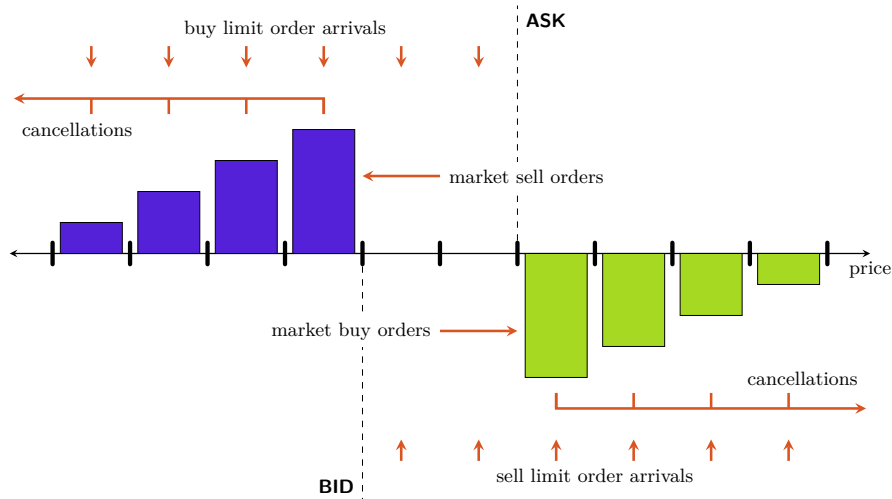 ASK
buy limit order arrivals
cancellations
market sell orders
price
market buy orders
cancellations
sell limit order arrivals
BID